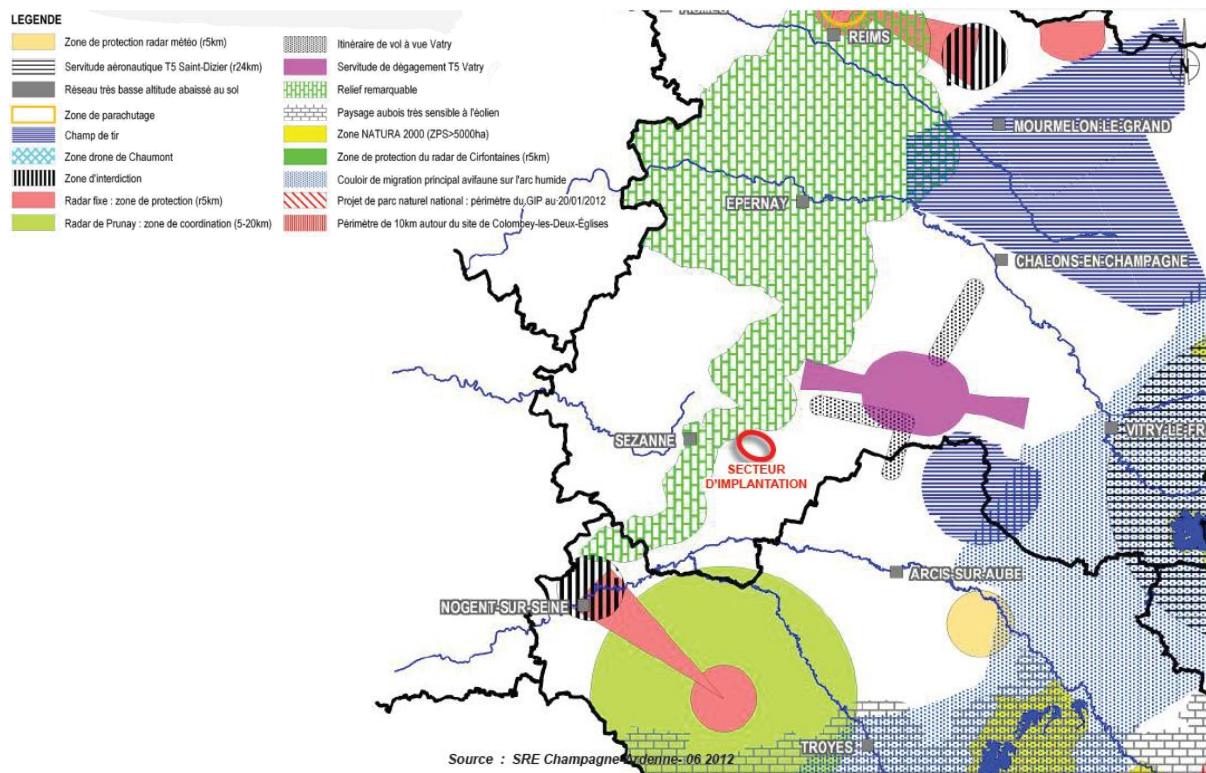 LEGENDE
Zone de protection radar météo (r5km)
Servitude aéronautique T5 Saint-Dizier (r24km)
Réseau très basse altitude abaissé au sol
Zone de parachutage
Champ de tir
Zone drone de Chaumont
Zone d'interdiction
Radar fixe : zone de protection (r5km)
Radar de Prunay : zone de coordination (5-20km)
Itinéraire de vol à vue Vatry
Servitude de dégagement T5 Vatry
Relief remarquable
Paysage aubois très sensible à l'éolien
Zone NATURA 2000 (ZPS>5000ha)
Zone de protection du radar de Cirfontaines (r5km)
Couloir de migration principal avifaune sur l'arc humide
Projet de parc naturel national : périmètre du GIP au 20/01/2012
Périmètre de 10km autour du site de Colombey-les-Deux-Églises
REIMS
MOURMELON-LE-GRAND
EPERNAY
CHALONS-EN-CHAMPAGNE
VITRY-LE-FR
SEZANNE
SECTEUR
D'IMPLANTATION
ARCIS-SUR-AUBE
NOGENT-SUR-SEINE
TROYES
Source : SRE Champagne Ardenne- 06 2012